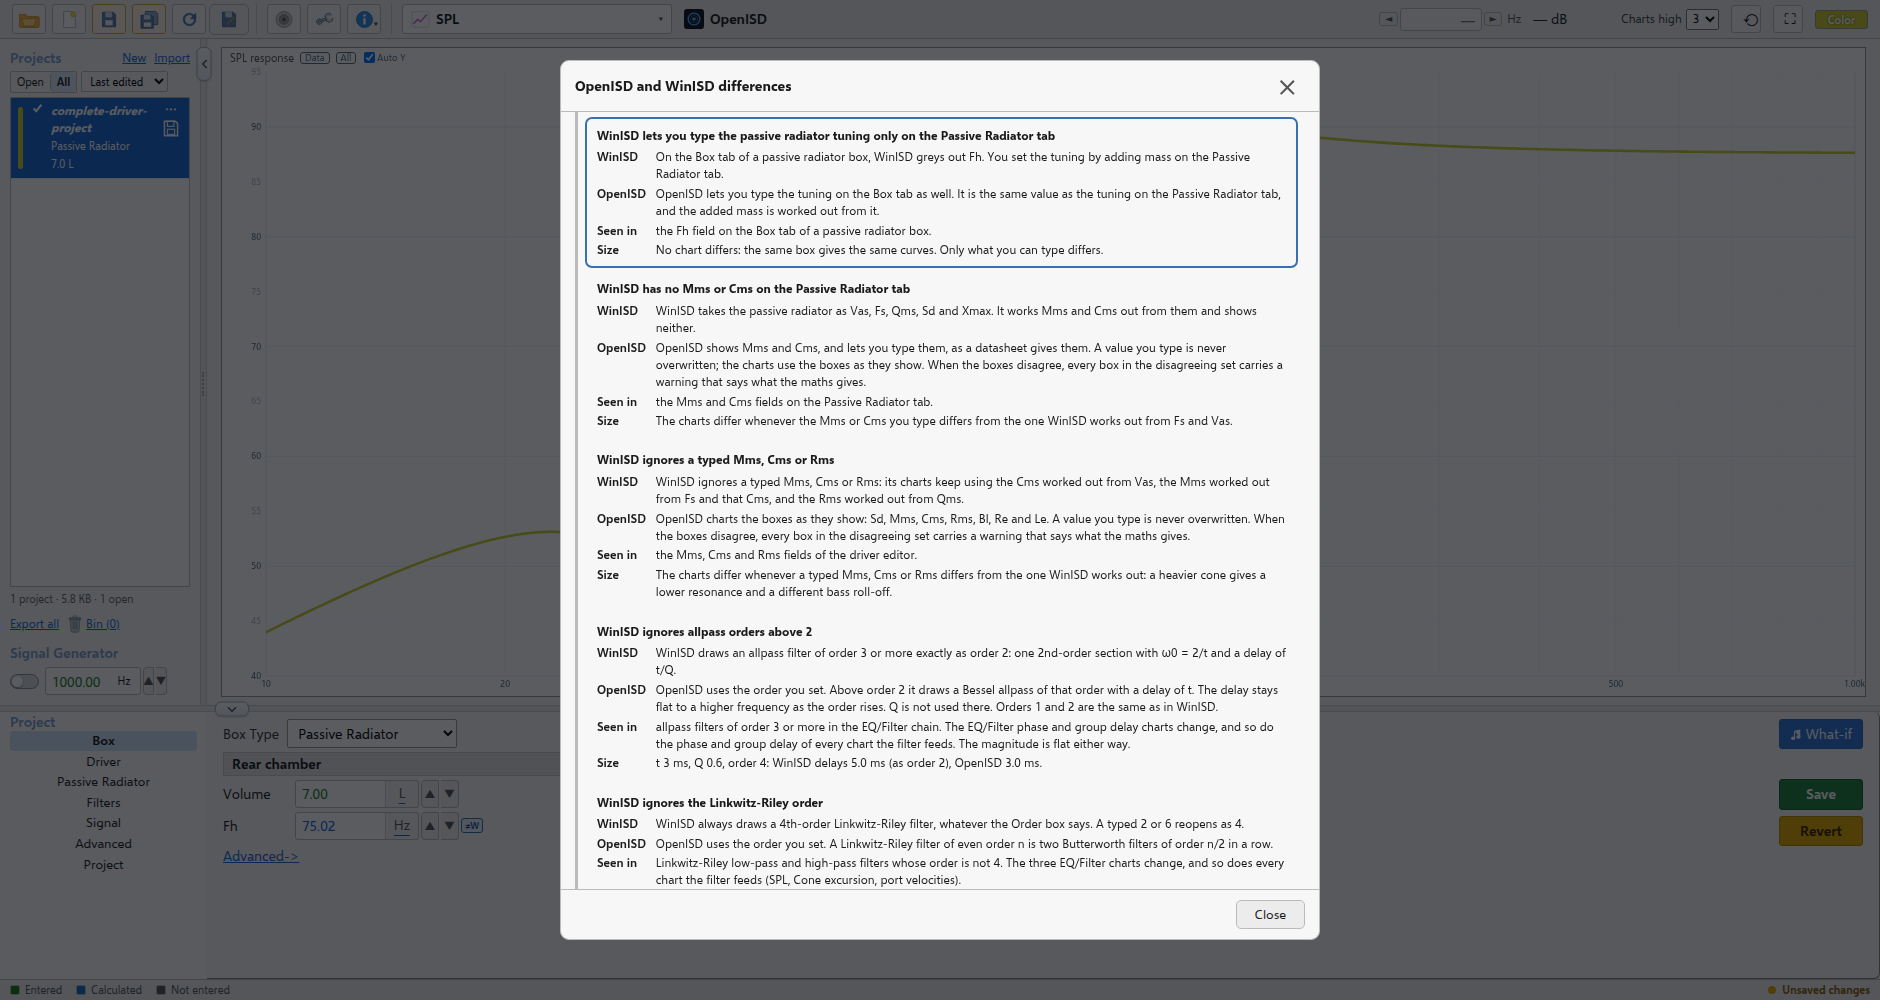 SPL
OpenISD
—
Hz
— dB
Charts high
3
Color
Projects
New
Import
Open
All
Last edited
complete-driver-project
Passive Radiator
7.0 L
1 project · 5.8 KB · 1 open
Export all
Bin (0)
Signal Generator
1000.00
Hz
SPL response
Data
All
Auto Y
95
90
85
80
75
70
65
60
55
50
45
40
10
20
500
1.00k
OpenISD and WinISD differences
WinISD lets you type the passive radiator tuning only on the Passive Radiator tab
WinISD On the Box tab of a passive radiator box, WinISD greys out Fh. You set the tuning by adding mass on the Passive
Radiator tab.
OpenISD OpenISD lets you type the tuning on the Box tab as well. It is the same value as the tuning on the Passive Radiator tab,
and the added mass is worked out from it.
Seen in the Fh field on the Box tab of a passive radiator box.
Size No chart differs: the same box gives the same curves. Only what you can type differs.
WinISD has no Mms or Cms on the Passive Radiator tab
WinISD WinISD takes the passive radiator as Vas, Fs, Qms, Sd and Xmax. It works Mms and Cms out from them and shows
neither.
OpenISD OpenISD shows Mms and Cms, and lets you type them, as a datasheet gives them. A value you type is never
overwritten; the charts use the boxes as they show. When the boxes disagree, every box in the disagreeing set carries a
warning that says what the maths gives.
Seen in the Mms and Cms fields on the Passive Radiator tab.
Size The charts differ whenever the Mms or Cms you type differs from the one WinISD works out from Fs and Vas.
WinISD ignores a typed Mms, Cms or Rms
WinISD WinISD ignores a typed Mms, Cms or Rms: its charts keep using the Cms worked out from Vas, the Mms worked out
from Fs and that Cms, and the Rms worked out from Qms.
OpenISD OpenISD charts the boxes as they show: Sd, Mms, Cms, Rms, Bl, Re and Le. A value you type is never overwritten. When
the boxes disagree, every box in the disagreeing set carries a warning that says what the maths gives.
Seen in the Mms, Cms and Rms fields of the driver editor.
Size The charts differ whenever a typed Mms, Cms or Rms differs from the one WinISD works out: a heavier cone gives a
lower resonance and a different bass roll-off.
WinISD ignores allpass orders above 2
WinISD WinISD draws an allpass filter of order 3 or more exactly as order 2: one 2nd-order section with ω0 = 2/t and a delay of
t/Q.
OpenISD OpenISD uses the order you set. Above order 2 it draws a Bessel allpass of that order with a delay of t. The delay stays
flat to a higher frequency as the order rises. Q is not used there. Orders 1 and 2 are the same as in WinISD.
Seen in allpass filters of order 3 or more in the EQ/Filter chain. The EQ/Filter phase and group delay charts change, and so do
the phase and group delay of every chart the filter feeds. The magnitude is flat either way.
Size t 3 ms, Q 0.6, order 4: WinISD delays 5.0 ms (as order 2), OpenISD 3.0 ms.
WinISD ignores the Linkwitz-Riley order
WinISD WinISD always draws a 4th-order Linkwitz-Riley filter, whatever the Order box says. A typed 2 or 6 reopens as 4.
OpenISD OpenISD uses the order you set. A Linkwitz-Riley filter of even order n is two Butterworth filters of order n/2 in a row.
Seen in Linkwitz-Riley low-pass and high-pass filters whose order is not 4. The three EQ/Filter charts change, and so does every
chart the filter feeds (SPL, Cone excursion, port velocities).
Close
Project
Box
Driver
Passive Radiator
Filters
Signal
Advanced
Project
Box Type
Passive Radiator
Rear chamber
Volume
7.00
L
Fh
75.02
Hz
≠W
Advanced->
What-if
Save
Revert
Entered
Calculated
Not entered
Unsaved changes